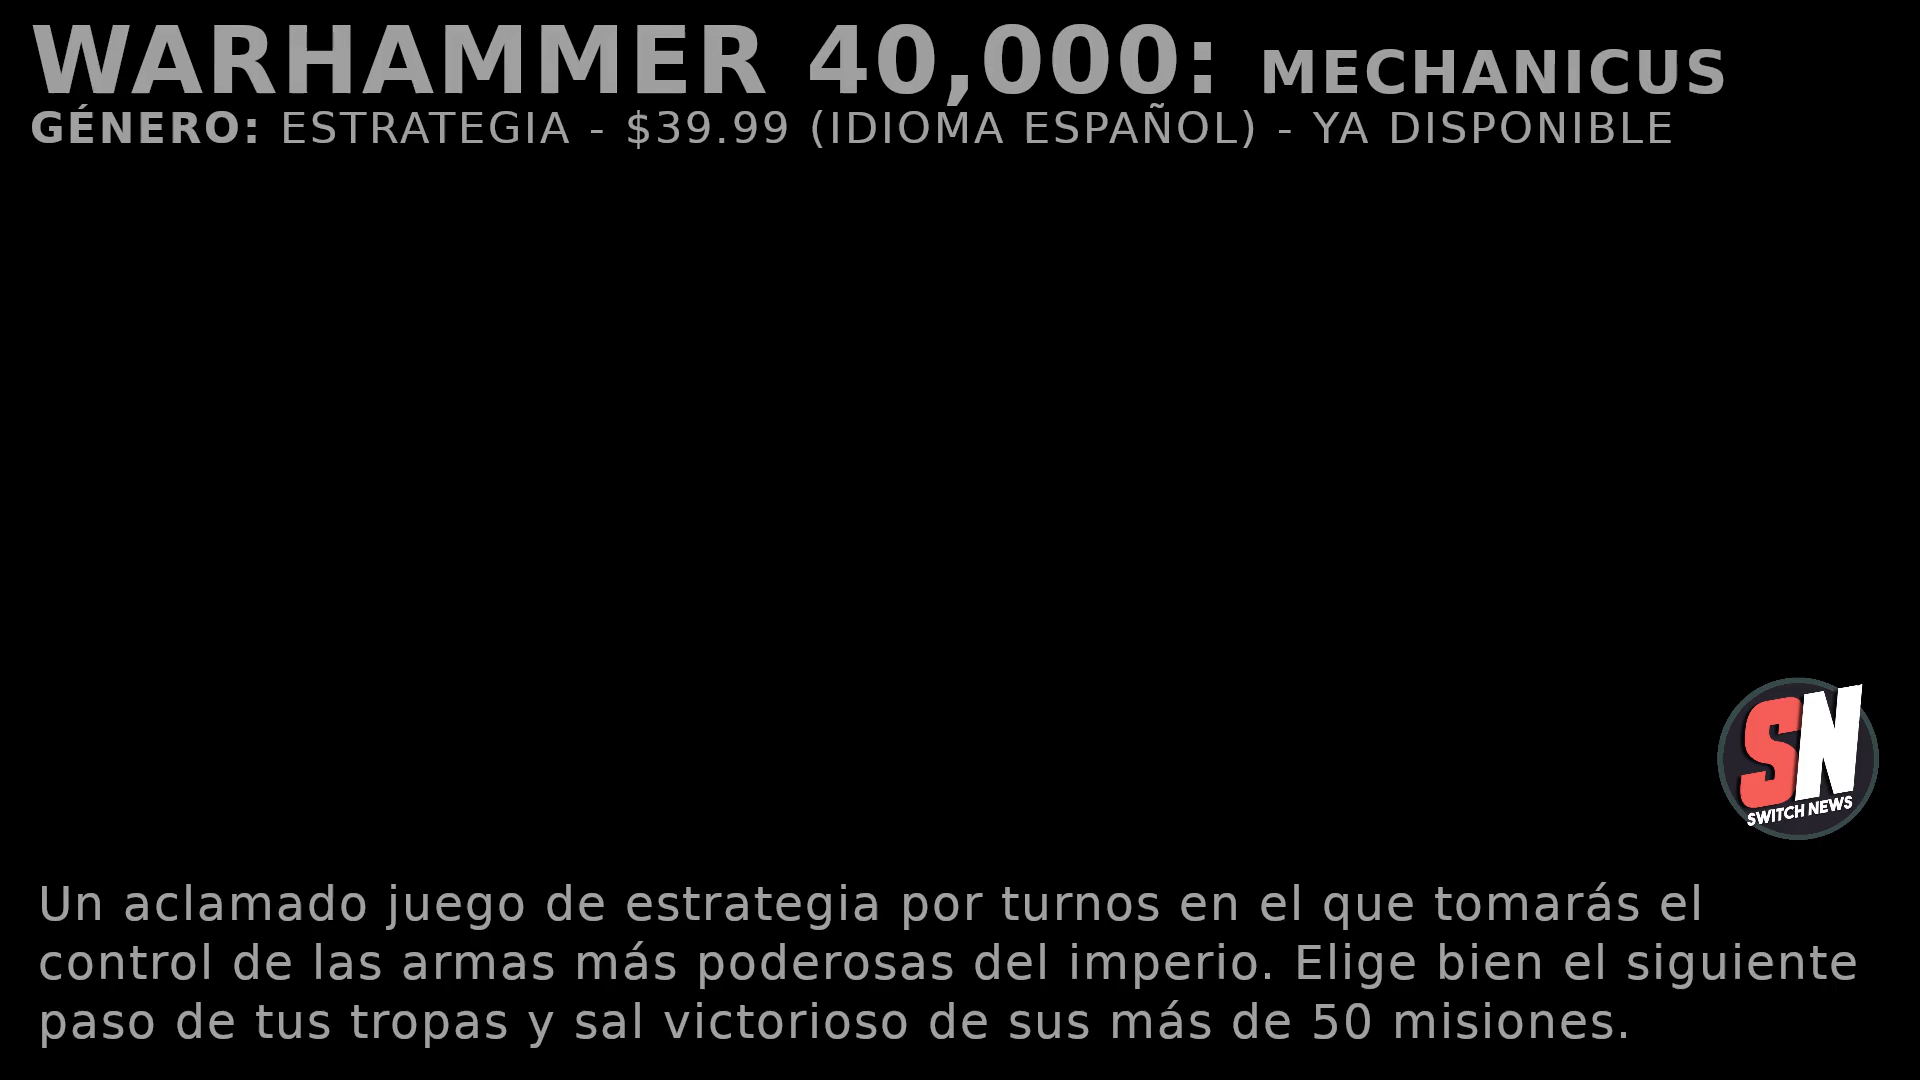 WARHAMMER 40,000: MECHANICUS
GÉNERO: ESTRATEGIA - $39.99 (IDIOMA ESPAÑOL) - YA DISPONIBLE
SN
SWITCH NEWS
Un aclamado juego de estrategia por turnos en el que tomarás el
control de las armas más poderosas del imperio. Elige bien el siguiente
paso de tus tropas y sal victorioso de sus más de 50 misiones.